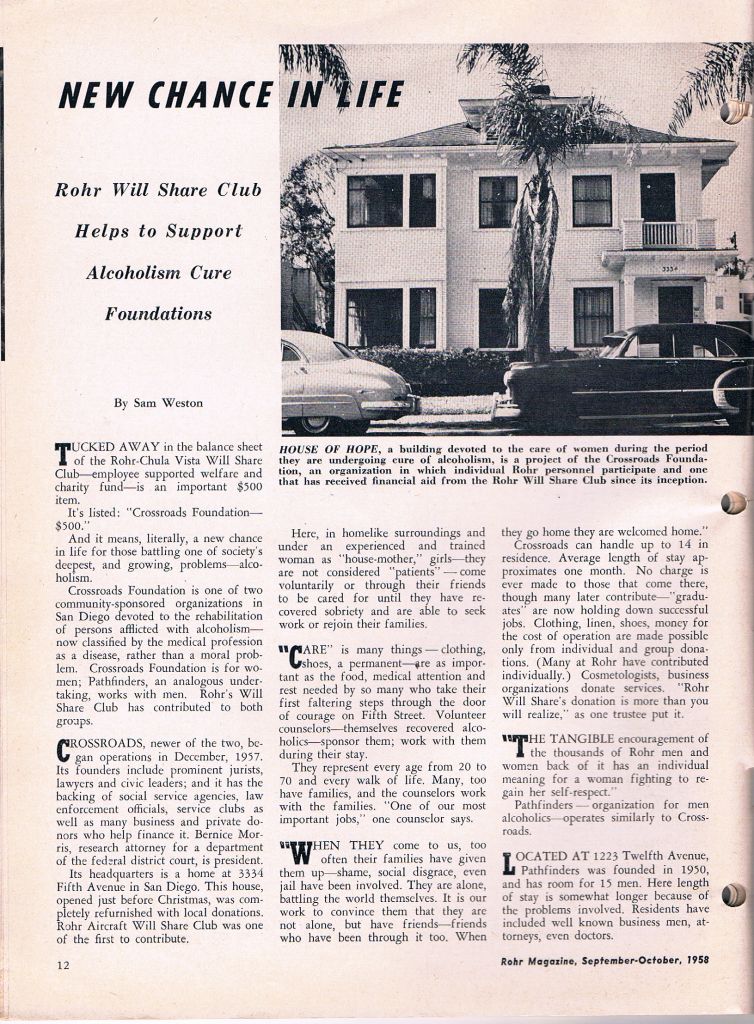 NEW CHANCE IN LIFE
Rohr Will Share Club
Helps to Support
Alcoholism Cure
Foundations
By Sam Weston
3334
HOUSE OF HOPE, a building devoted to the care of women during the period
they are undergoing cure of alcoholism, is a project of the Crossroads Founda-
tion, an organization in which individual Rohr personnel participate and one
that has received financial aid from the Rohr Will Share Club since its inception.
TUCKED AWAY in the balance sheet
of the Rohr-Chula Vista Will Share
Club—employee supported welfare and
charity fund—is an important $500
item.
It's listed: "Crossroads Foundation—
$500."
And it means, literally, a new chance
in life for those battling one of society's
deepest, and growing, problems—alco-
holism.
Crossroads Foundation is one of two
community-sponsored organizations in
San Diego devoted to the rehabilitation
of persons afflicted with alcoholism—
now classified by the medical profession
as a disease, rather than a moral prob-
lem. Crossroads Foundation is for wo-
men; Pathfinders, an analogous under-
taking, works with men. Rohr's Will
Share Club has contributed to both
groups.
CROSSROADS, newer of the two, be-
gan operations in December, 1957.
Its founders include prominent jurists,
lawyers and civic leaders; and it has the
backing of social service agencies, law
enforcement officials, service clubs as
well as many business and private do-
nors who help finance it. Bernice Mor-
ris, research attorney for a department
of the federal district court, is president.
Its headquarters is a home at 3334
Fifth Avenue in San Diego. This house,
opened just before Christmas, was com-
pletely refurnished with local donations.
Rohr Aircraft Will Share Club was one
of the first to contribute.
Here, in homelike surroundings and
under an experienced and trained
woman as "house-mother," girls—they
are not considered "patients"—come
voluntarily or through their friends
to be cared for until they have re-
covered sobriety and are able to seek
work or rejoin their families.
"CARE" is many things—clothing,
shoes, a permanent—are as impor-
tant as the food, medical attention and
rest needed by so many who take their
first faltering steps through the door
of courage on Fifth Street. Volunteer
counselors—themselves recovered alco-
holics—sponsor them; work with them
during their stay.
They represent every age from 20 to
70 and every walk of life. Many, too
have families, and the counselors work
with the families. "One of our most
important jobs," one counselor says.
"WHEN THEY come to us, too
often their families have given
them up—shame, social disgrace, even
jail have been involved. They are alone,
battling the world themselves. It is our
work to convince them that they are
not alone, but have friends—friends
who have been through it too. When
they go home they are welcomed home."
Crossroads can handle up to 14 in
residence. Average length of stay ap-
proximates one month. No charge is
ever made to those that come there,
though many later contribute—"gradu-
ates" are now holding down successful
jobs. Clothing, linen, shoes, money for
the cost of operation are made possible
only from individual and group dona-
tions. (Many at Rohr have contributed
individually.) Cosmetologists, business
organizations donate services. "Rohr
Will Share's donation is more than you
will realize," as one trustee put it.
"THE TANGIBLE encouragement of
the thousands of Rohr men and
women back of it has an individual
meaning for a woman fighting to re-
gain her self-respect."
Pathfinders—organization for men
alcoholics—operates similarly to Cross-
roads.
LOCATED AT 1223 Twelfth Avenue,
Pathfinders was founded in 1950,
and has room for 15 men. Here length
of stay is somewhat longer because of
the problems involved. Residents have
included well known business men, at-
torneys, even doctors.
12
Rohr Magazine, September-October, 1958